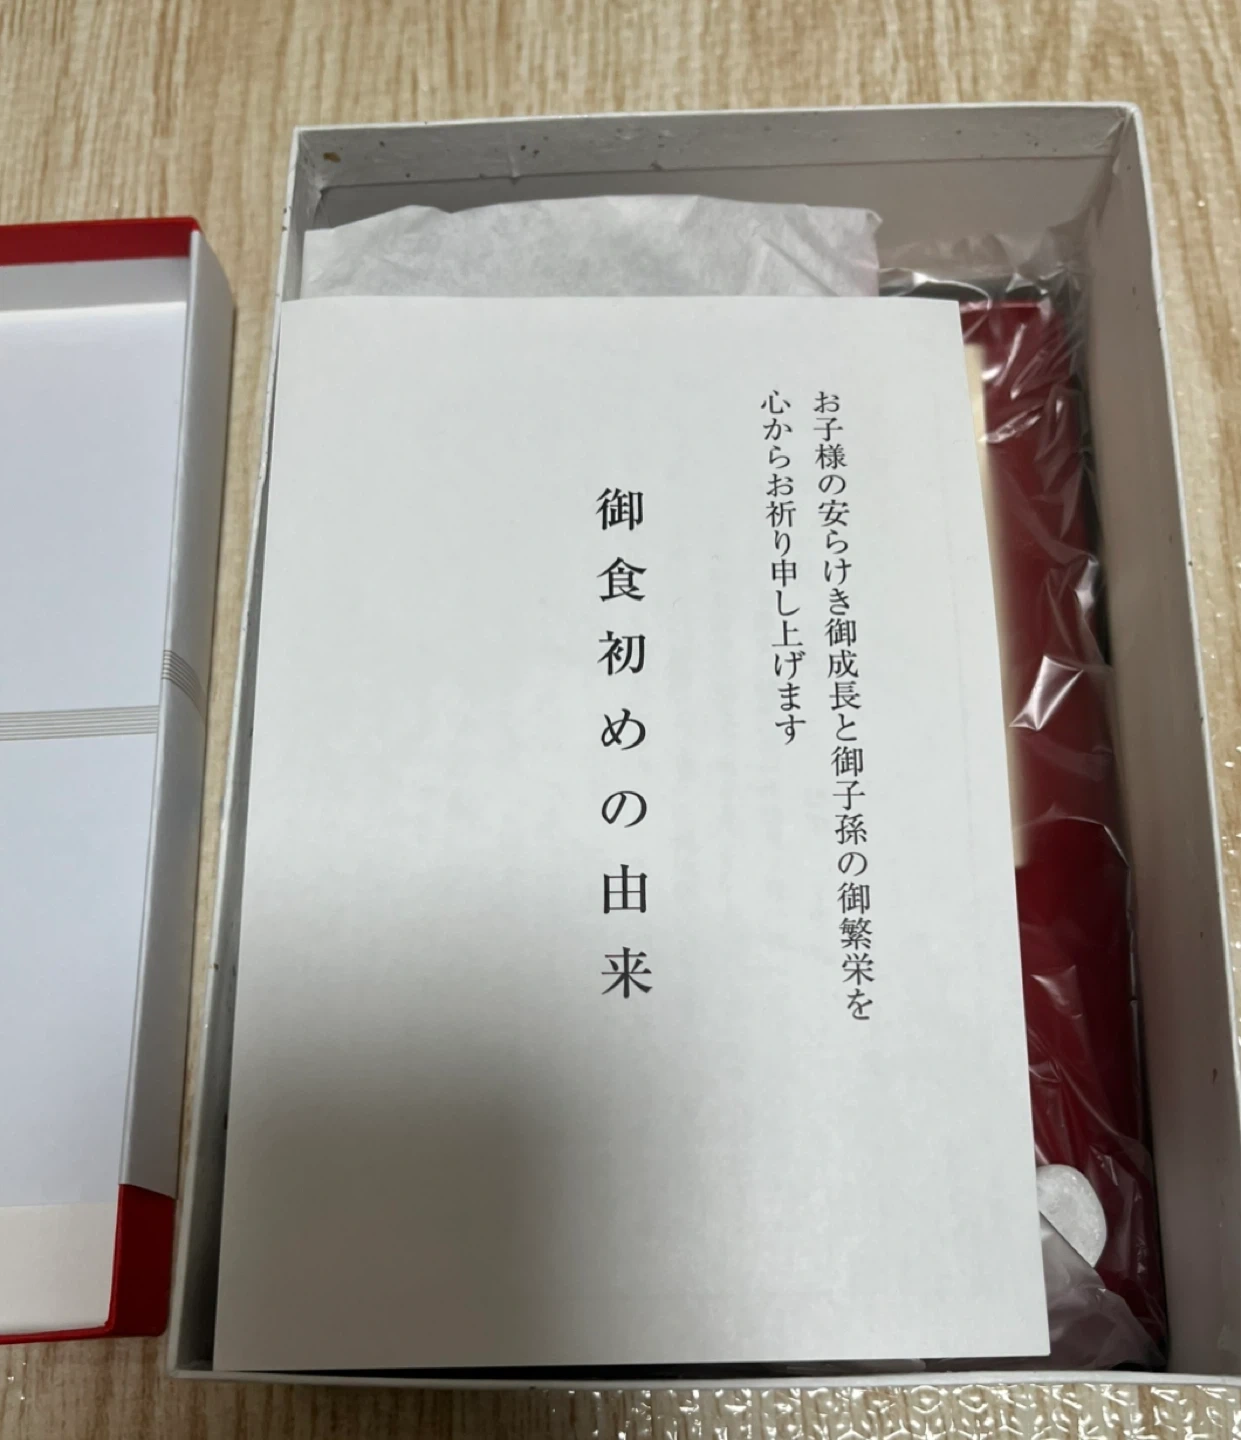 お子様の安らけき御成長と御子孫の御繁栄を
心からお祈り申し上げます
御食初めの由来